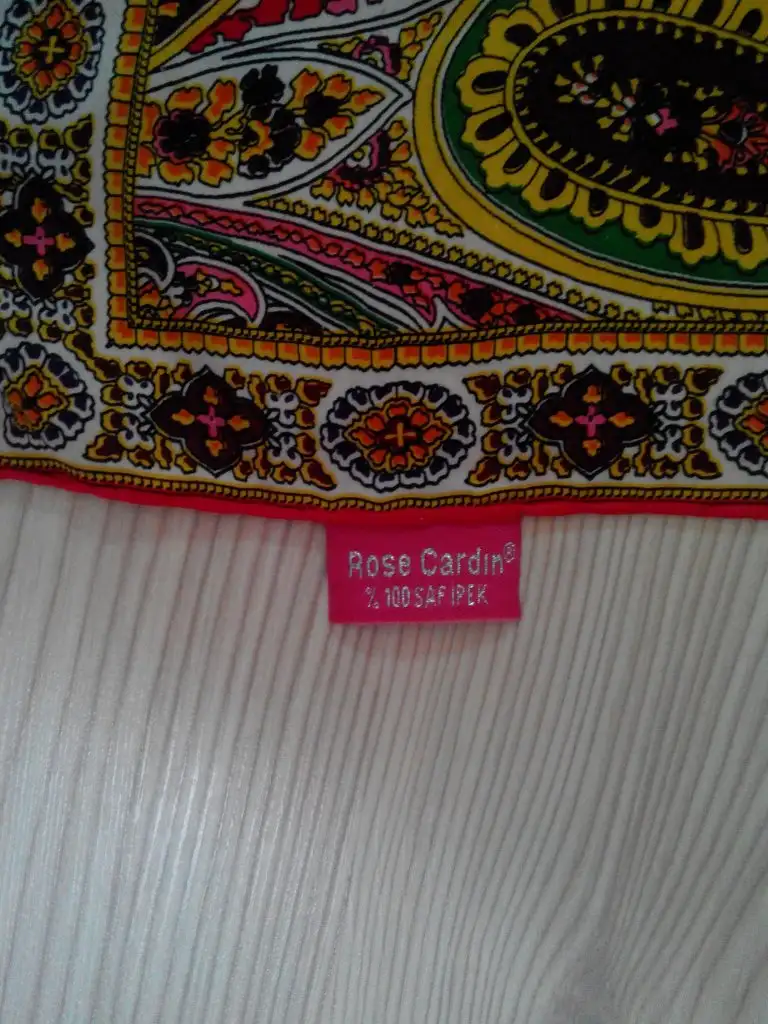 Rose Cardin®
% 100 SAF İPEK